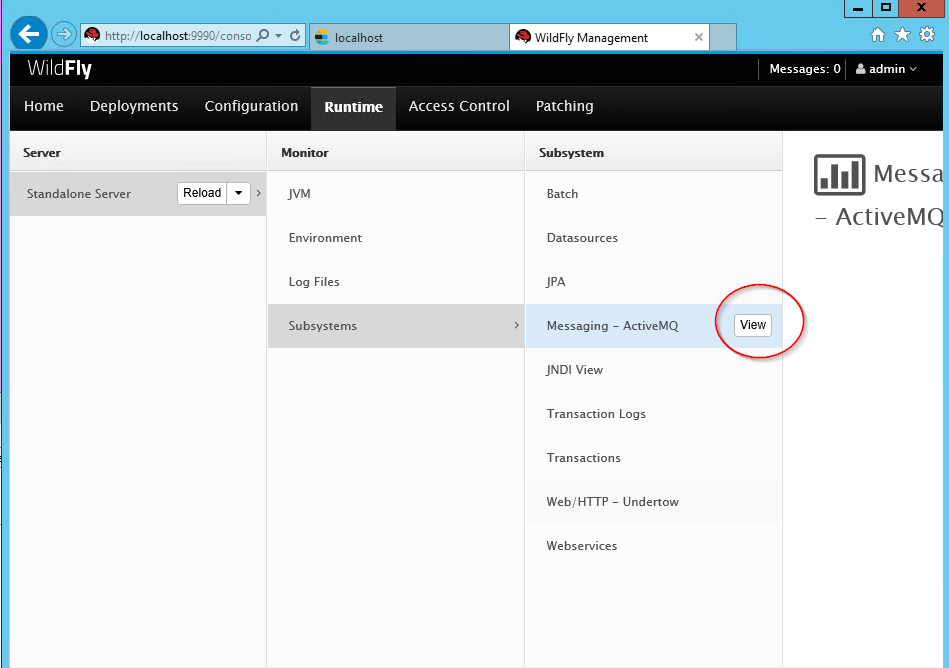 http://localhost:9990/conso
localhost
WildFly Management
WildFly
Messages: 0
admin
Home
Deployments
Configuration
Runtime
Access Control
Patching
Server
Monitor
Subsystem
Standalone Server
Reload
JVM
Environment
Log Files
Subsystems
Batch
Datasources
JPA
Messaging - ActiveMQ
View
JNDI View
Transaction Logs
Transactions
Web/HTTP - Undertow
Webservices
Messa
- ActiveMQ